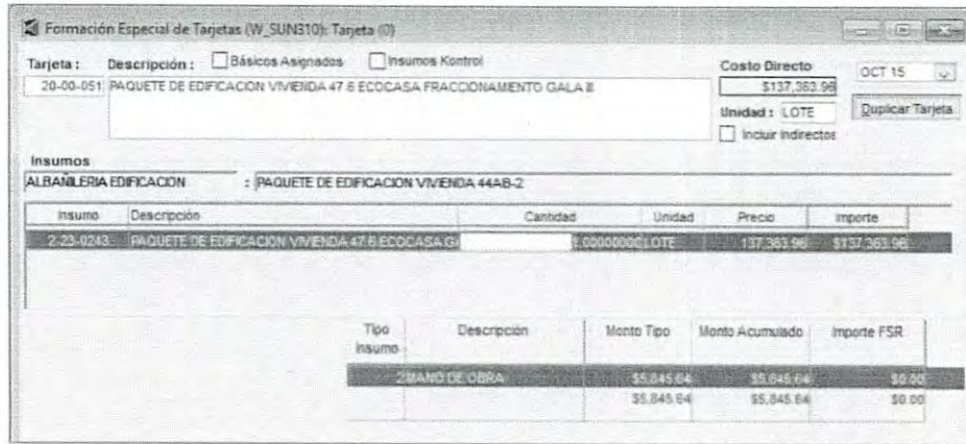 Formación Especial de Tarjetas (W_SUN310): Tarjeta (0)
Tarjeta : Descripción : Básicos Asignados Insumos Kontrol Costo Directo OCT 15
20-00-051 PAQUETE DE EDIFICACION VIVIENDA 47.6 ECOCASA FRACCIONAMENTO GALA II $137,363.96
Unidad : LOTE Duplicar Tarjeta
Incluir Indirectos
Insumos
ALBAÑILERIA EDIFICACION : PAQUETE DE EDIFICACION VIVIENDA 44AB-2
Insumo Descripción Cantidad Unidad Precio Importe
2-23-0243 PAQUETE DE EDIFICACION VIVIENDA 47.6 ECOCASA GA 1.00000000 LOTE 137,363.96 $137,363.96
Tipo Insumo Descripción Monto Tipo Monto Acumulado Importe FSR
2 MANO DE OBRA $5,845.64 $5,845.64 $0.00
$5,845.64 $5,845.64 $0.00